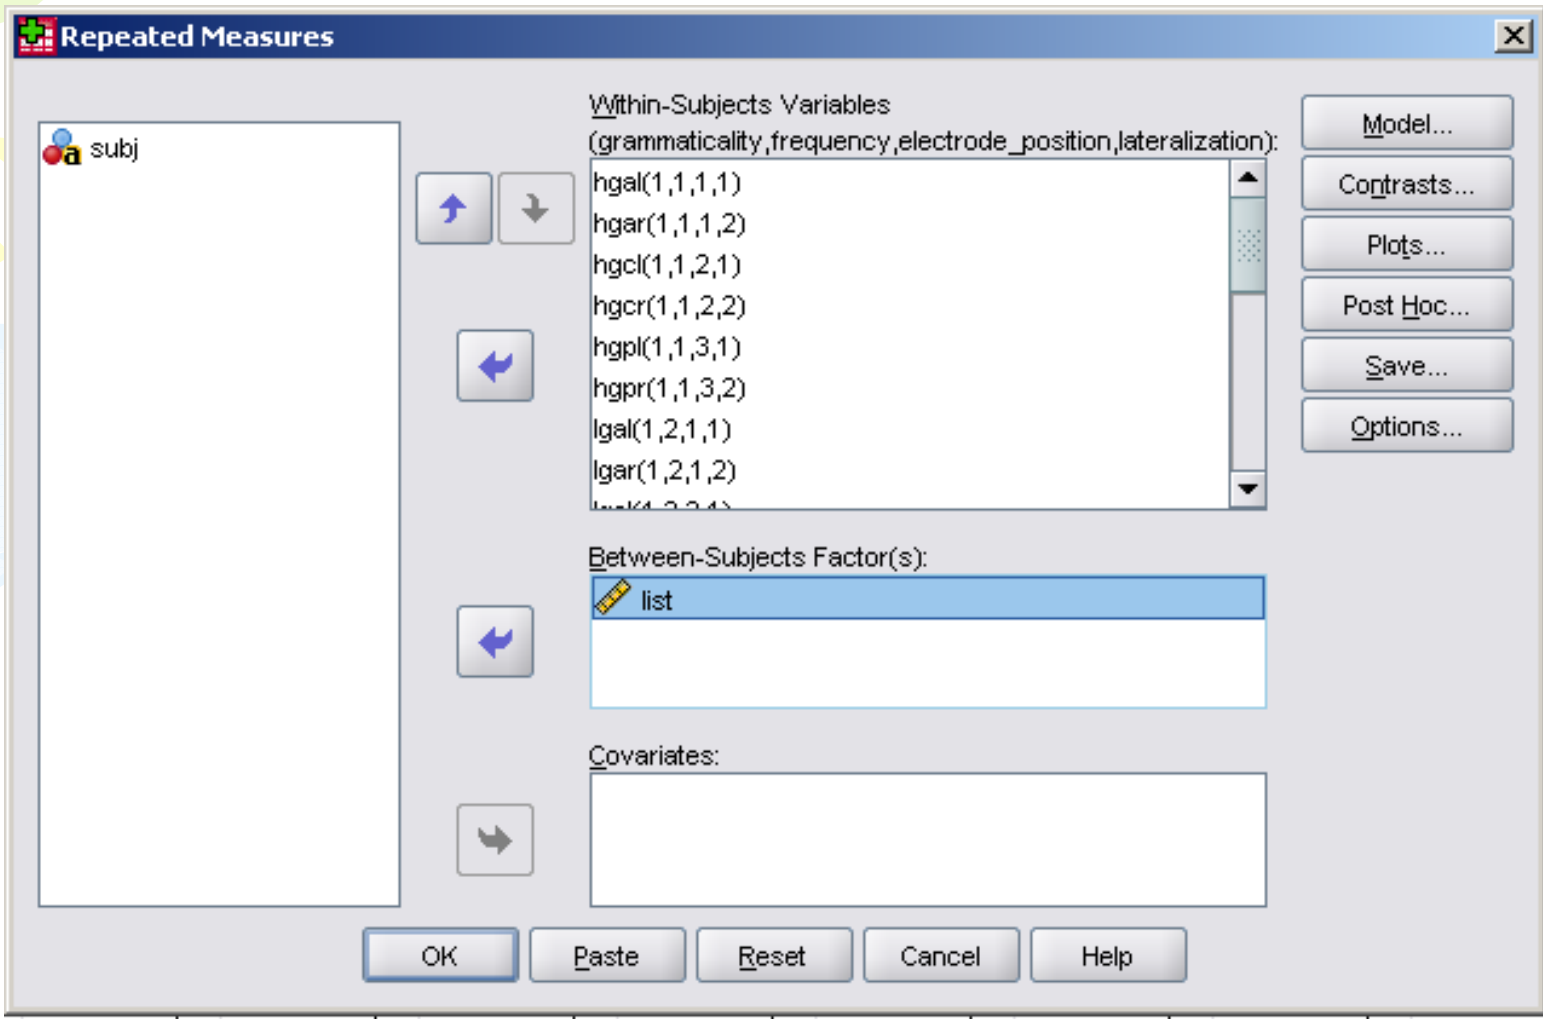 Repeated Measures
subj
Within-Subjects Variables
(grammaticality,frequency,electrode_position,lateralization):
hgal(1,1,1,1)
hgar(1,1,1,2)
hgcl(1,1,2,1)
hgcr(1,1,2,2)
hgpl(1,1,3,1)
hgpr(1,1,3,2)
lgal(1,2,1,1)
lgar(1,2,1,2)
Between-Subjects Factor(s):
list
Covariates:
Model...
Contrasts...
Plots...
Post Hoc...
Save...
Options...
OK
Paste
Reset
Cancel
Help